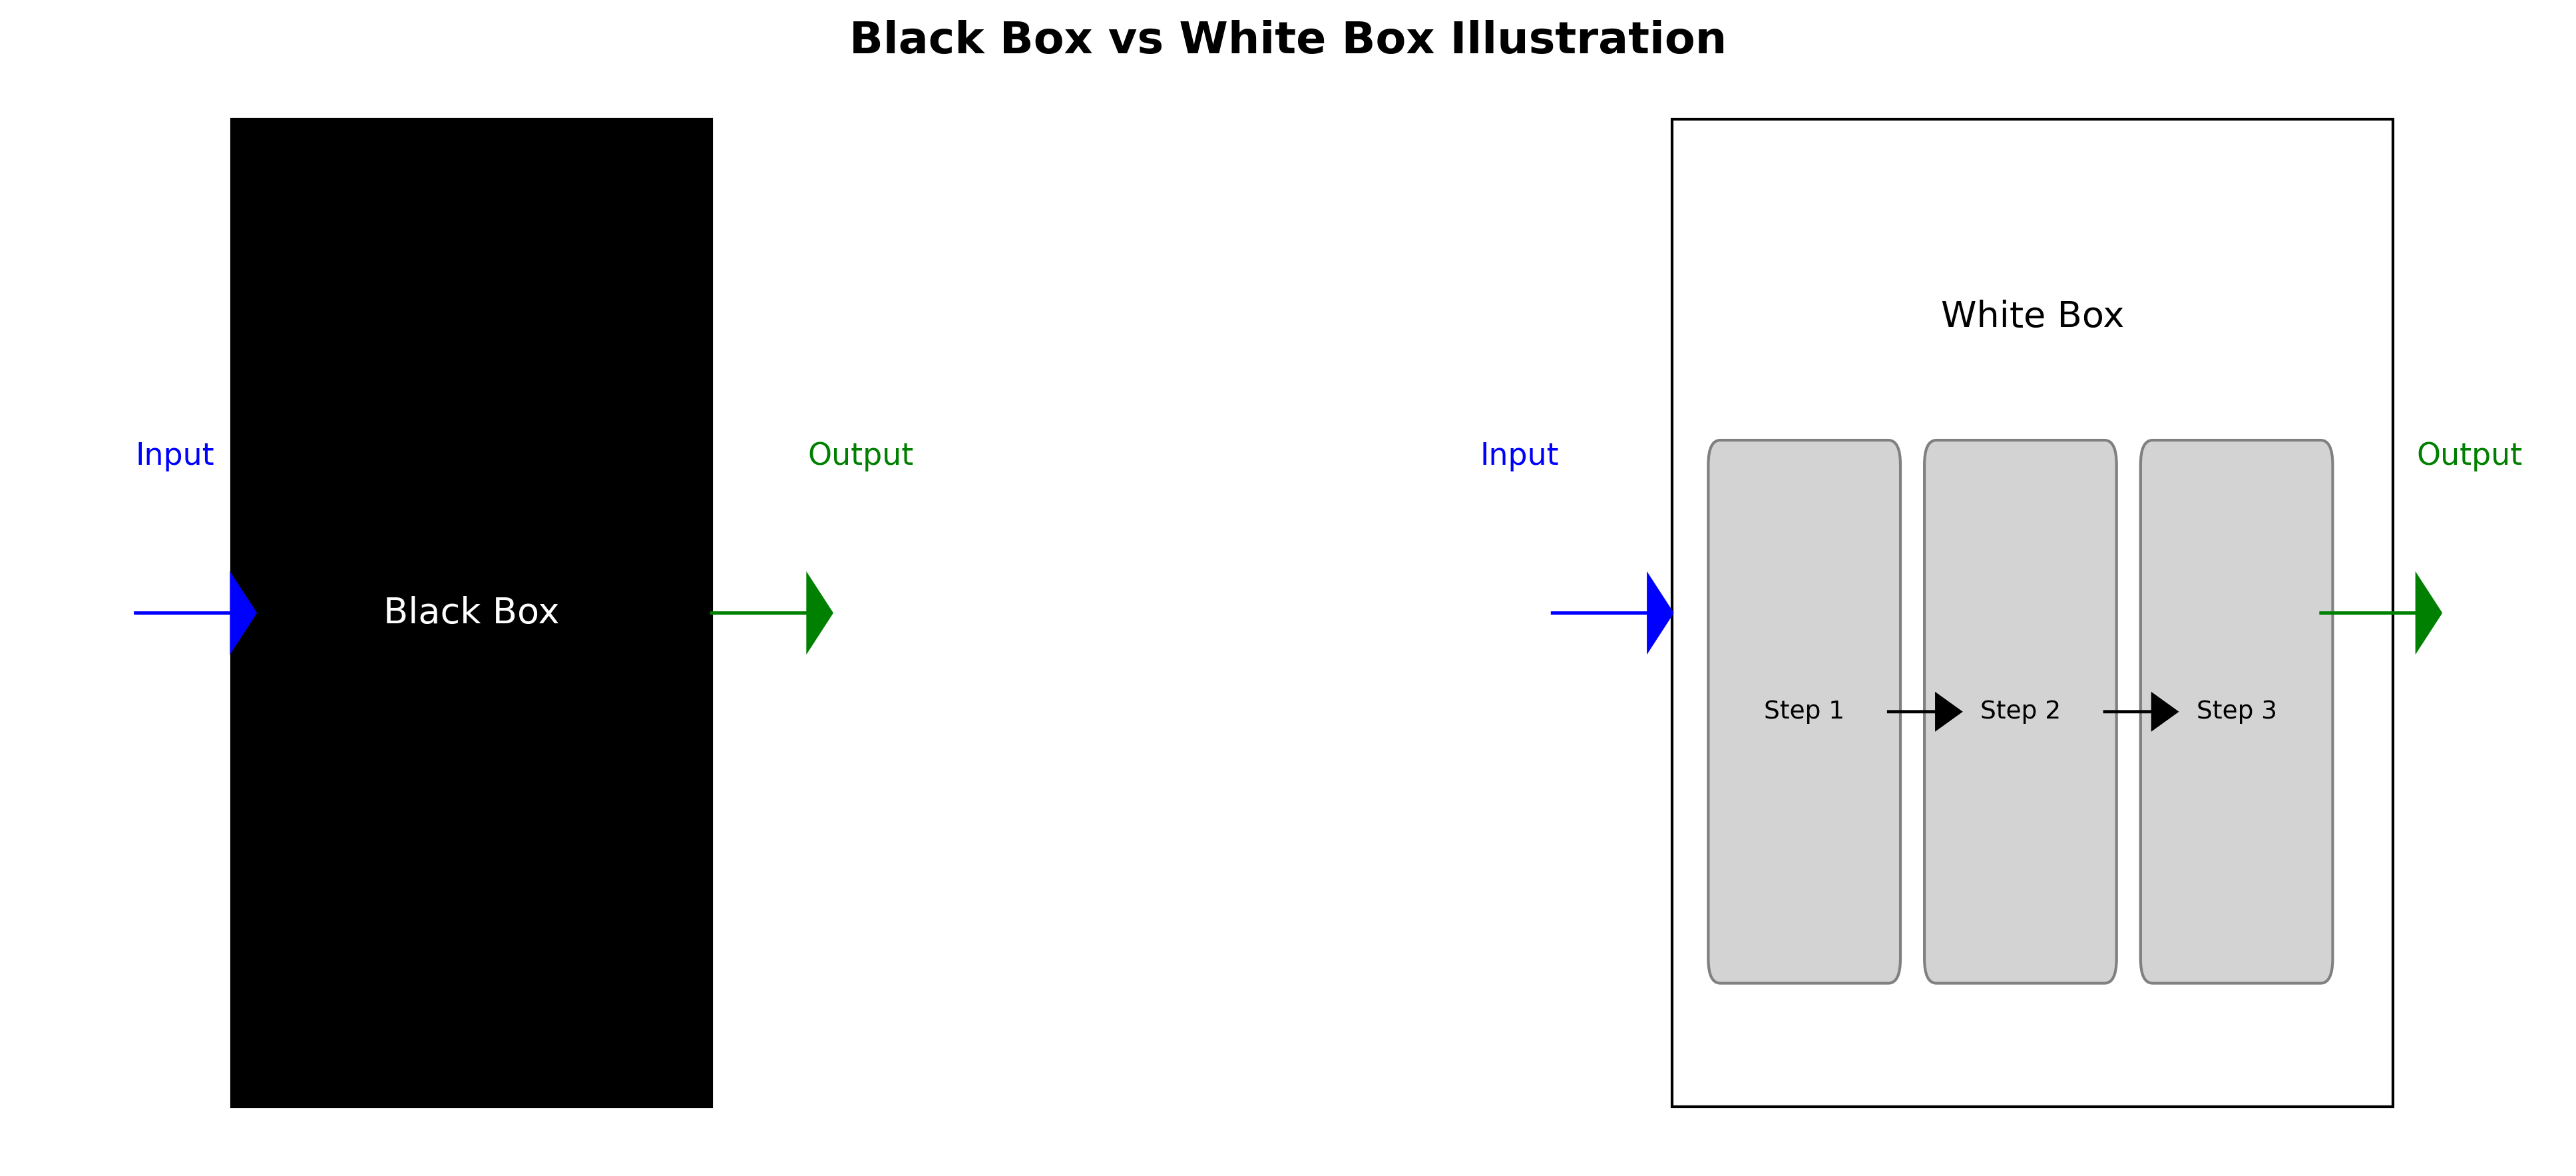 Black Box vs White Box Illustration
Input
Black Box
Output
Input
White Box
Step 1
Step 2
Step 3
Output